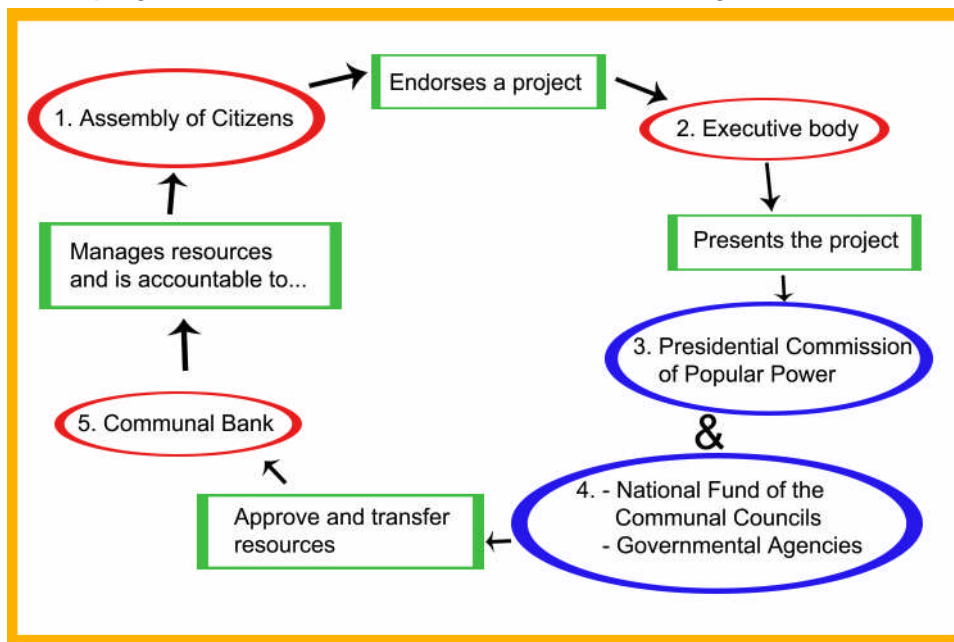 1. Assembly of Citizens
Endorses a project
2. Executive body
Presents the project
3. Presidential Commission
of Popular Power
&
4. - National Fund of the
Communal Councils
- Governmental Agencies
Approve and transfer
resources
5. Communal Bank
Manages resources
and is accountable to...